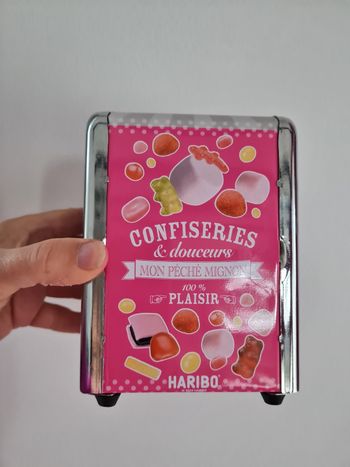 CONFISERIES
& douceurs
MON PÉCHÉ MIGNON
100 %
PLAISIR
HARIBO